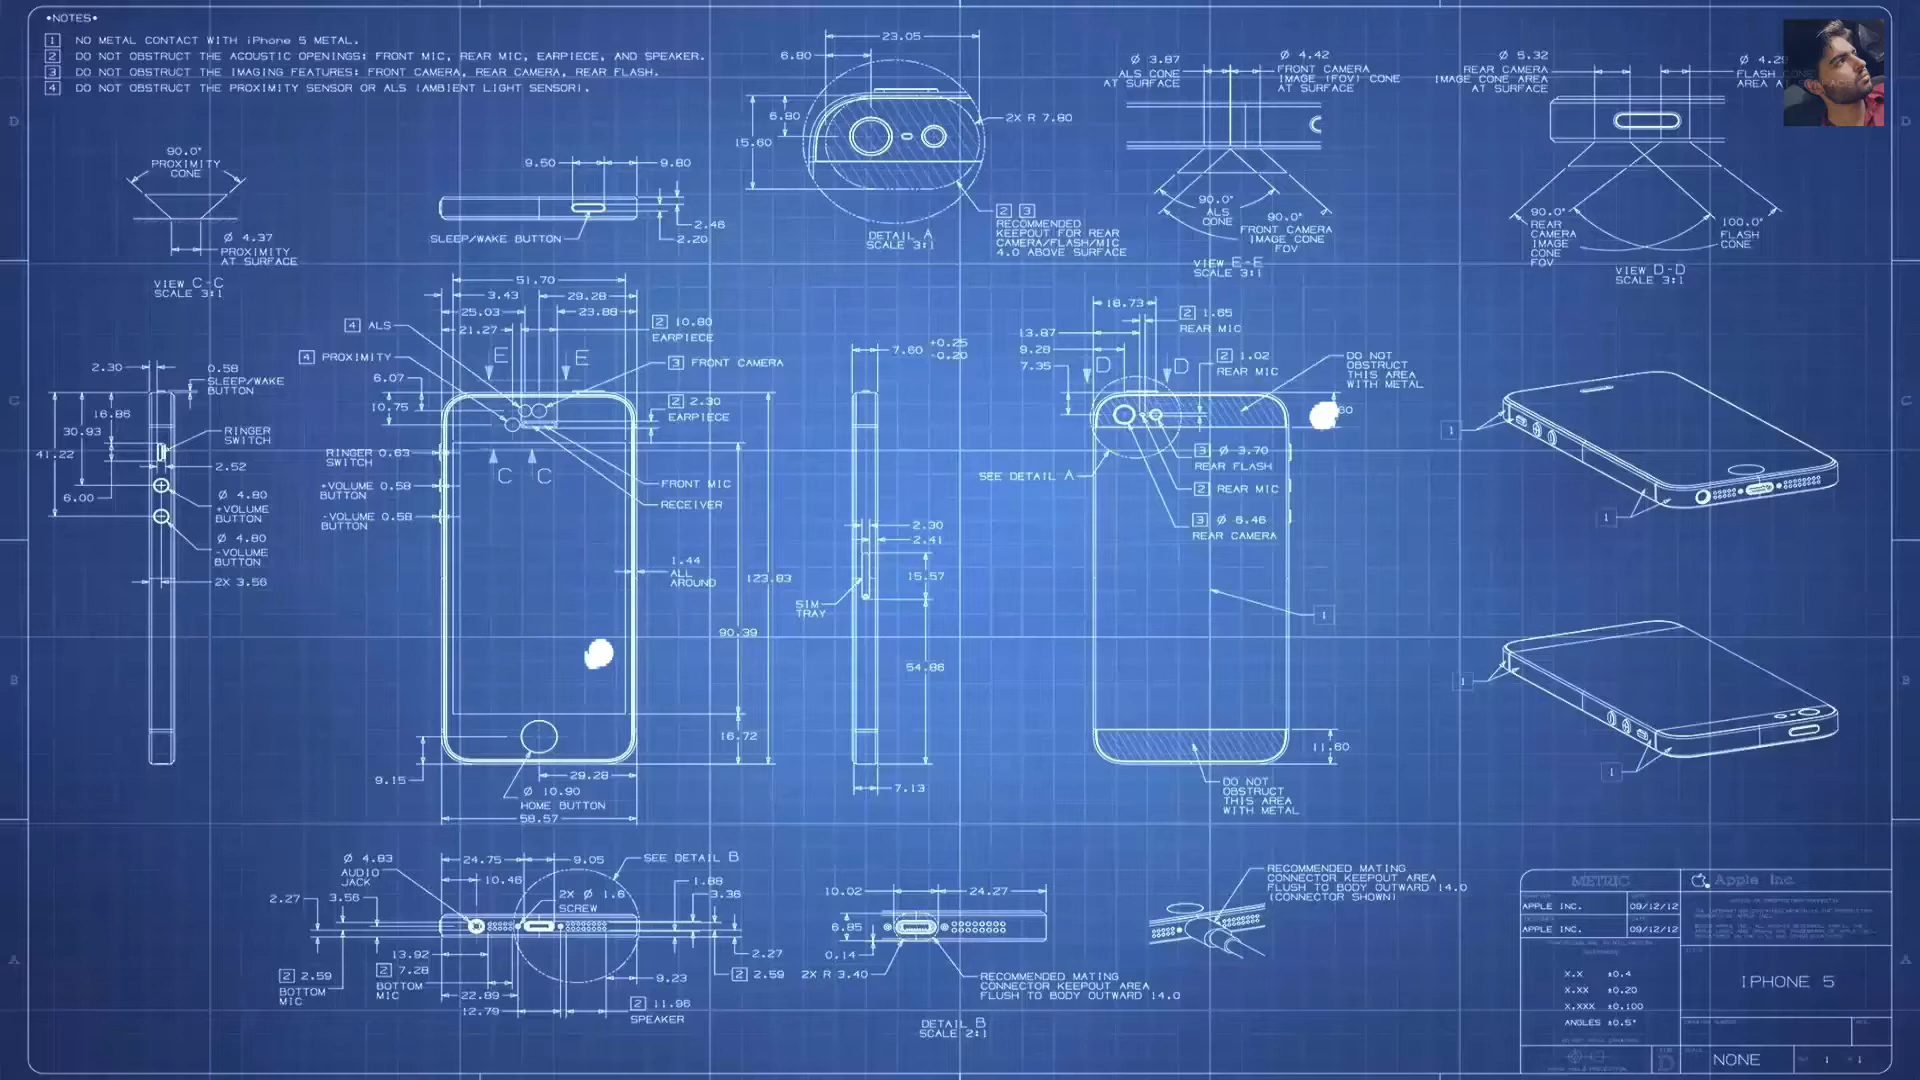 •NOTES•
1 NO METAL CONTACT WITH iPhone 5 METAL.
2 DO NOT OBSTRUCT THE ACOUSTIC OPENINGS: FRONT MIC, REAR MIC, EARPIECE, AND SPEAKER.
3 DO NOT OBSTRUCT THE IMAGING FEATURES: FRONT CAMERA, REAR CAMERA, REAR FLASH.
4 DO NOT OBSTRUCT THE PROXIMITY SENSOR OR ALS (AMBIENT LIGHT SENSOR).
90.0°
PROXIMITY
CONE
Ø 4.37
PROXIMITY
AT SURFACE
VIEW C-C
SCALE 3:1
9.50
9.80
SLEEP/WAKE BUTTON
2.46
2.20
23.05
6.80
6.80
15.60
2X R 7.80
DETAIL A
SCALE 3:1
2 3
RECOMMENDED
KEEPOUT FOR REAR
CAMERA/FLASH/MIC
4.0 ABOVE SURFACE
Ø 3.87
ALS CONE
AT SURFACE
Ø 4.42
FRONT CAMERA
IMAGE (FOV) CONE
AT SURFACE
90.0°
ALS
CONE
90.0°
FRONT CAMERA
IMAGE CONE
FOV
VIEW E-E
SCALE 3:1
Ø 5.32
REAR CAMERA
IMAGE CONE AREA
AT SURFACE
FLASH
AREA
90.0°
REAR
CAMERA
IMAGE
CONE
FOV
100.0°
FLASH
CONE
VIEW D-D
SCALE 3:1
2.30
0.58
SLEEP/WAKE
BUTTON
16.86
30.93
41.22
RINGER
SWITCH
2.52
6.00
Ø 4.80
+VOLUME
BUTTON
Ø 4.80
-VOLUME
BUTTON
2X 3.56
51.70
3.43
29.28
25.03
23.88
21.27
4 ALS
4 PROXIMITY
6.07
10.75
2 10.80
EARPIECE
3 FRONT CAMERA
2 2.30
EARPIECE
E E
C C
RINGER 0.63
SWITCH
+VOLUME 0.58
BUTTON
-VOLUME 0.58
BUTTON
FRONT MIC
RECEIVER
1.44
ALL
AROUND
123.83
90.39
16.72
9.15
29.28
Ø 10.90
HOME BUTTON
58.57
7.60 +0.25
-0.20
2.30
2.41
15.57
SIM
TRAY
54.86
7.13
18.73
2 1.65
REAR MIC
13.87
9.28
7.35
2 1.02
REAR MIC
D D
DO NOT
OBSTRUCT
THIS AREA
WITH METAL
60
SEE DETAIL A
3 Ø 3.70
REAR FLASH
2 REAR MIC
3 Ø 6.46
REAR CAMERA
1
11.60
DO NOT
OBSTRUCT
THIS AREA
WITH METAL
1
1
1
1
Ø 4.83
AUDIO
JACK
24.75
9.05
SEE DETAIL B
10.46
2X Ø 1.6
SCREW
1.88
3.36
2.27
3.56
13.92
2 2.59
BOTTOM
MIC
2 7.28
BOTTOM
MIC
22.89
12.79
9.23
2.27
2 2.59
2 11.96
SPEAKER
10.02
24.27
6.85
0.14
2X R 3.40
RECOMMENDED MATING
CONNECTOR KEEPOUT AREA
FLUSH TO BODY OUTWARD 14.0
DETAIL B
SCALE 2:1
RECOMMENDED MATING
CONNECTOR KEEPOUT AREA
FLUSH TO BODY OUTWARD 14.0
(CONNECTOR SHOWN)
METRIC
Apple Inc.
APPLE INC. 09/12/12
APPLE INC. 09/12/12
X.X ±0.4
X.XX ±0.20
X.XXX ±0.100
ANGLES ±0.5°
IPHONE 5
D
NONE
1 1
D
C
B
A
D
C
B
A